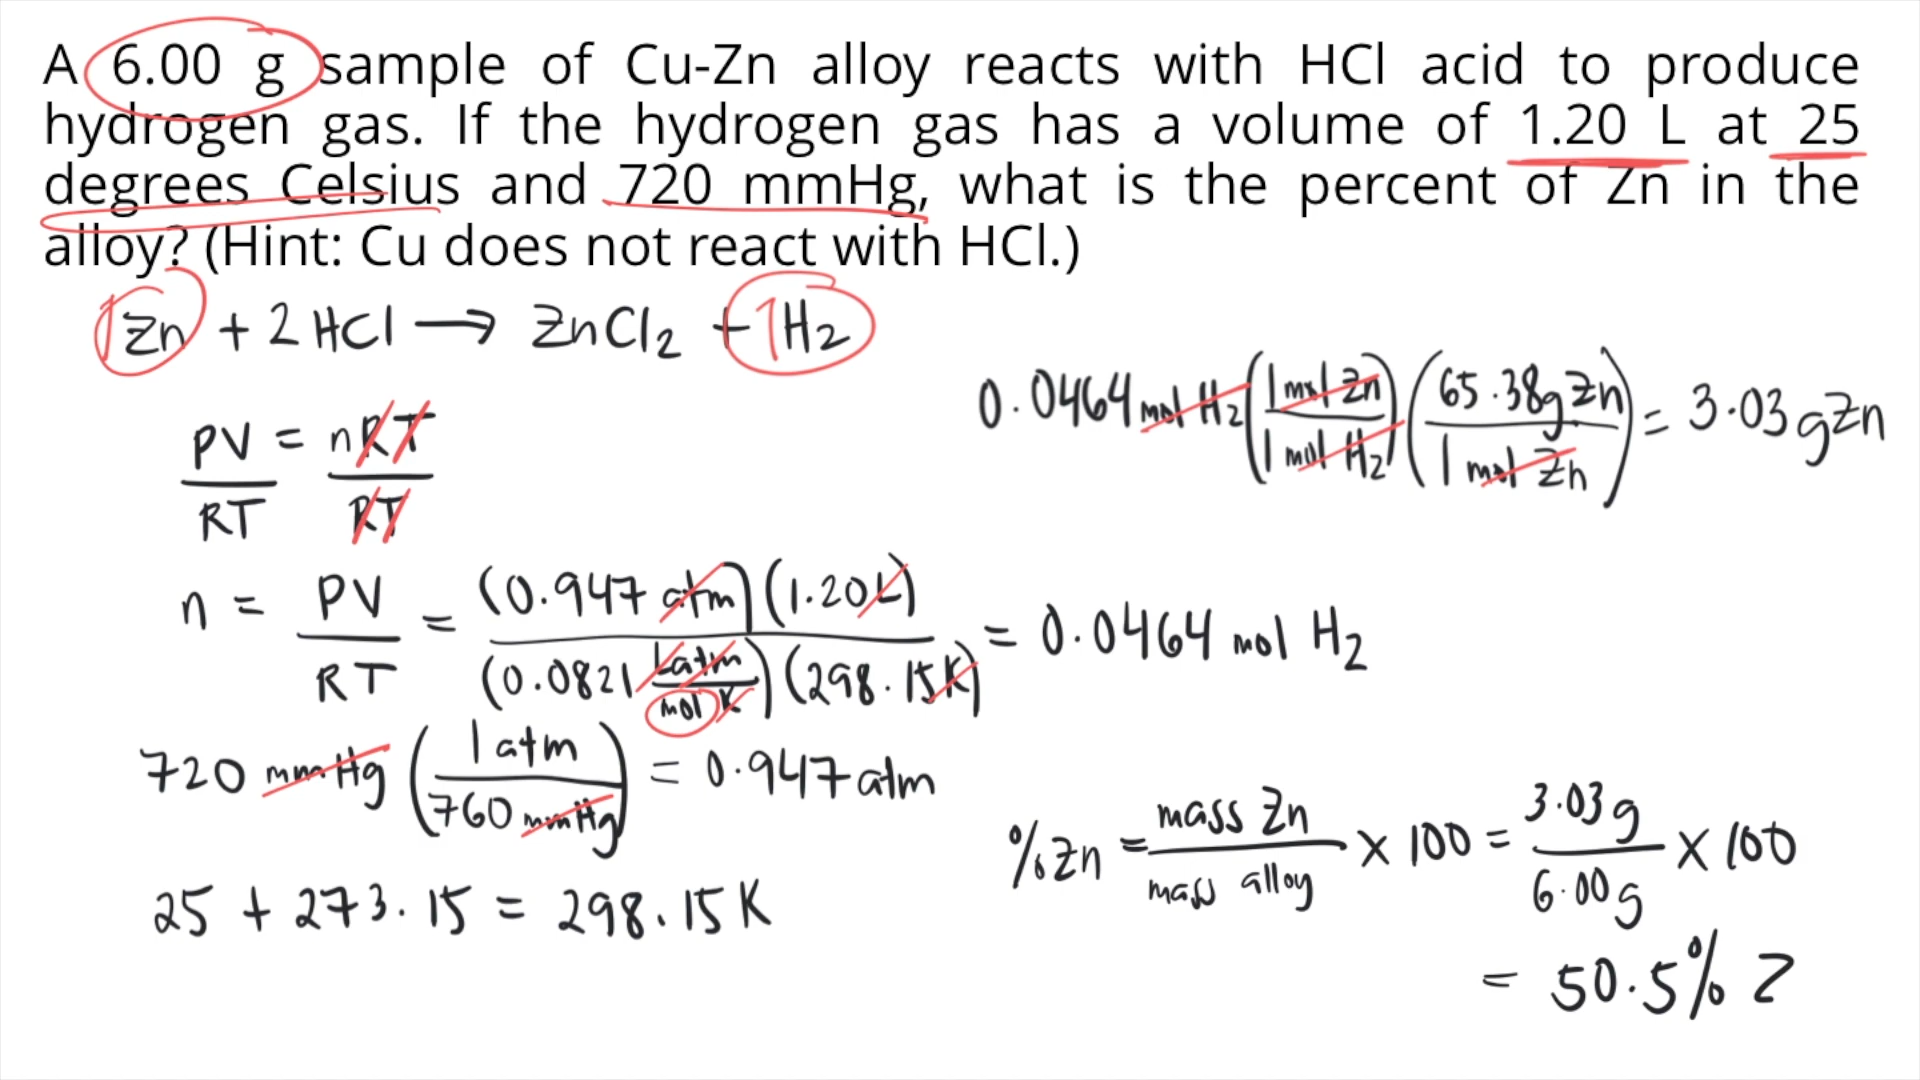 A 6.00 g sample of Cu-Zn alloy reacts with HCl acid to produce
hydrogen gas. If the hydrogen gas has a volume of 1.20 L at 25
degrees Celsius and 720 mmHg, what is the percent of Zn in the
alloy? (Hint: Cu does not react with HCl.)
1 Zn + 2 HCl → ZnCl2 + 1 H2
PV / RT = nRT / RT
n = PV / RT = (0.947 atm)(1.20 L) / (0.0821 L atm / mol K)(298.15 K) = 0.0464 mol H2
720 mmHg (1 atm / 760 mmHg) = 0.947 atm
25 + 273.15 = 298.15 K
0.0464 mol H2 (1 mol Zn / 1 mol H2) (65.38 g Zn / 1 mol Zn) = 3.03 g Zn
% Zn = mass Zn / mass alloy × 100 = 3.03 g / 6.00 g × 100
= 50.5% Z